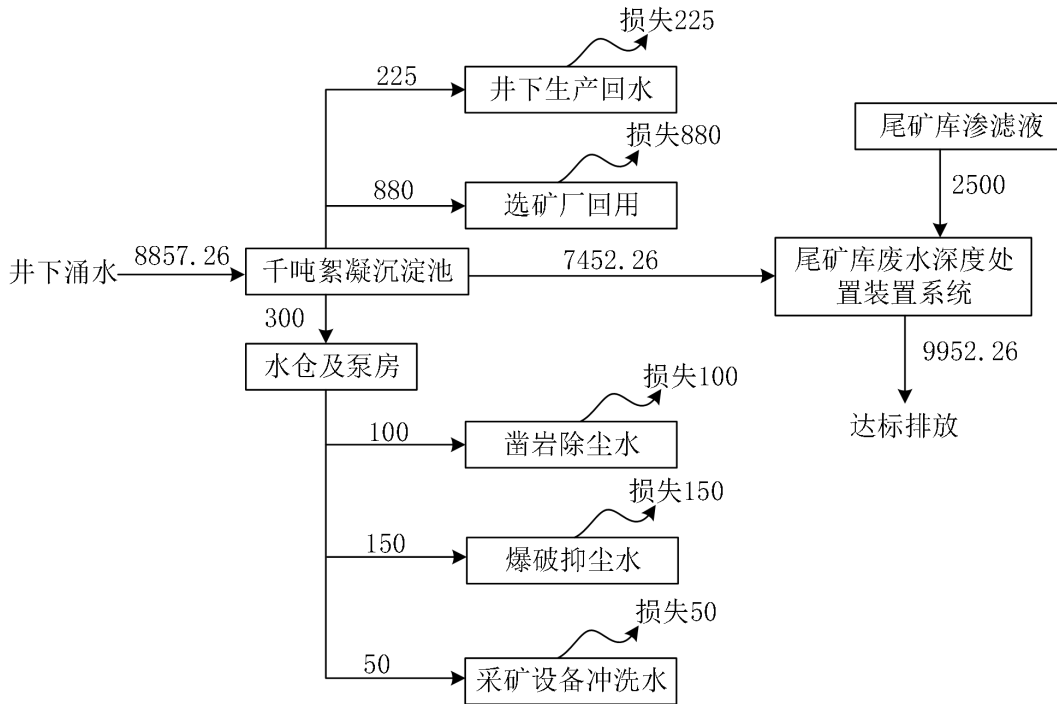 损失225
225
井下生产回水
尾矿库渗滤液
损失880
880
选矿厂回用
2500
井下涌水
8857.26
千吨絮凝沉淀池
7452.26
尾矿库废水深度处
置装置系统
300
水仓及泵房
9952.26
达标排放
损失100
100
凿岩除尘水
损失150
150
爆破抑尘水
损失50
50
采矿设备冲洗水